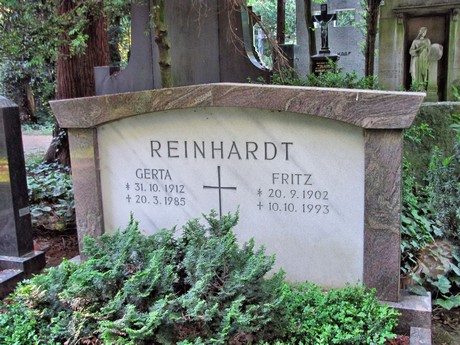 REINHARDT
GERTA
* 31.10.1912
+ 20.3.1985
FRITZ
* 20.9.1902
+ 10.10.1993